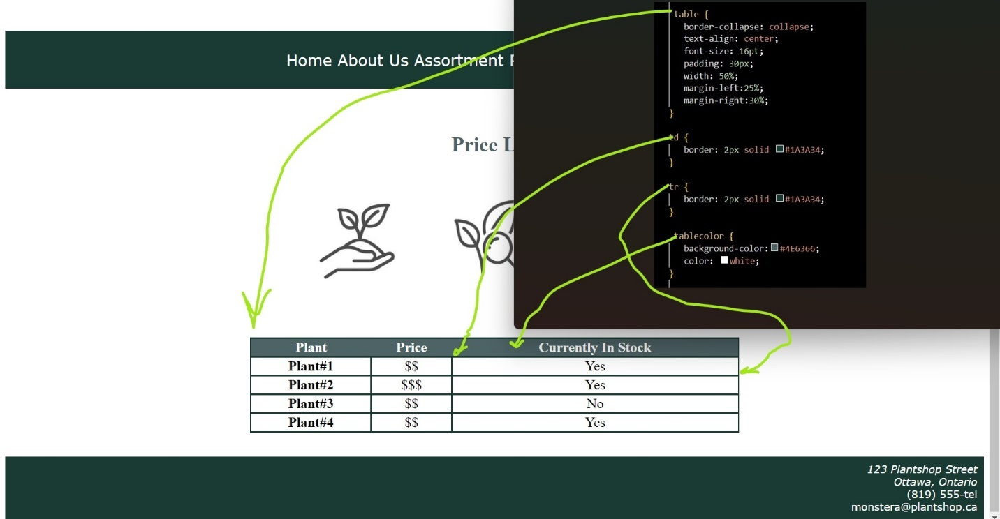 Home About Us Assortment
Price L
table {
border-collapse: collapse;
text-align: center;
font-size: 16pt;
padding: 30px;
width: 50%;
margin-left:25%;
margin-right:30%;
}
td {
border: 2px solid #1A3A34;
}
tr {
border: 2px solid #1A3A34;
}
tablecolor {
background-color: #4E6366;
color: white;
}
Plant Price Currently In Stock
Plant#1 $$ Yes
Plant#2 $$$ Yes
Plant#3 $$ No
Plant#4 $$ Yes
123 Plantshop Street
Ottawa, Ontario
(819) 555-tel
monstera@plantshop.ca